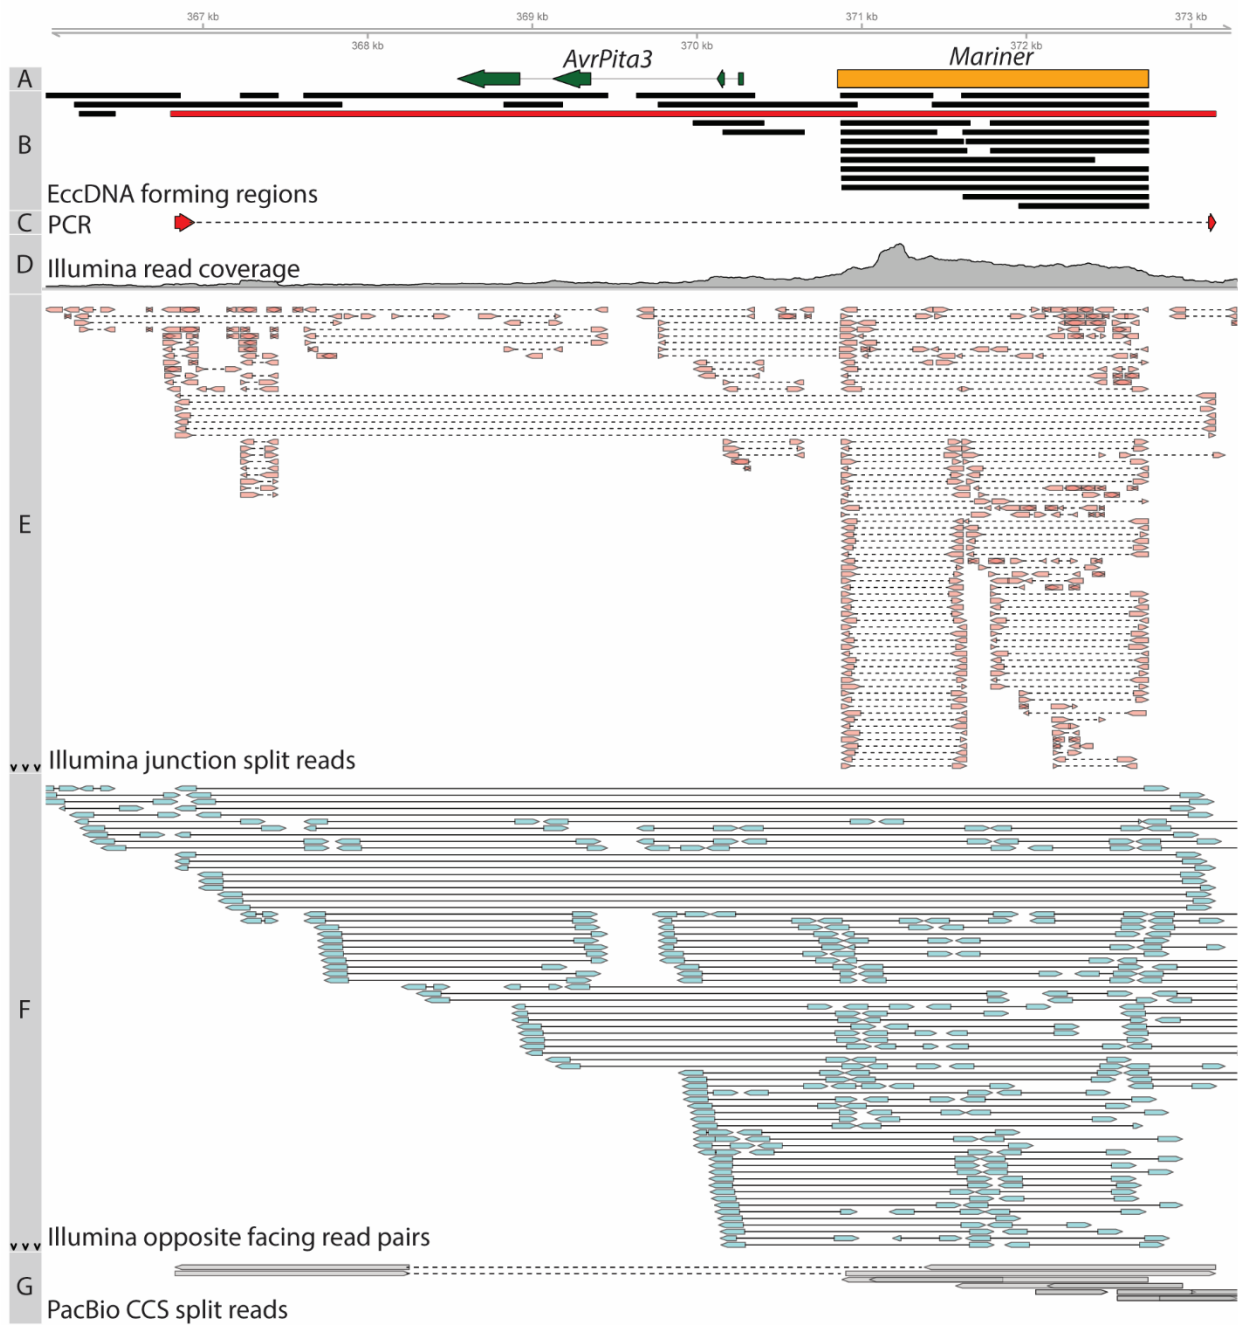 367 kb 369 kb 371 kb 373 kb
368 kb 370 kb 372 kb
AvrPita3 Mariner
A
B
EccDNA forming regions
C PCR
D Illumina read coverage
E
Illumina junction split reads
F
Illumina opposite facing read pairs
G
PacBio CCS split reads